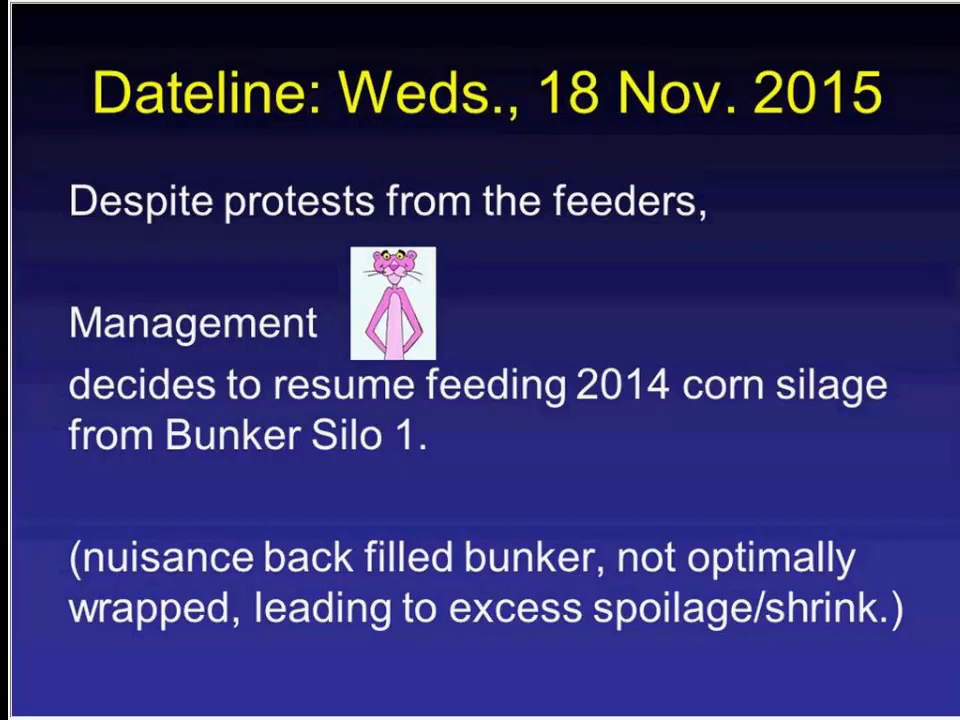 Dateline: Weds., 18 Nov. 2015
Despite protests from the feeders,
Management
decides to resume feeding 2014 corn silage
from Bunker Silo 1.
(nuisance back filled bunker, not optimally
wrapped, leading to excess spoilage/shrink.)